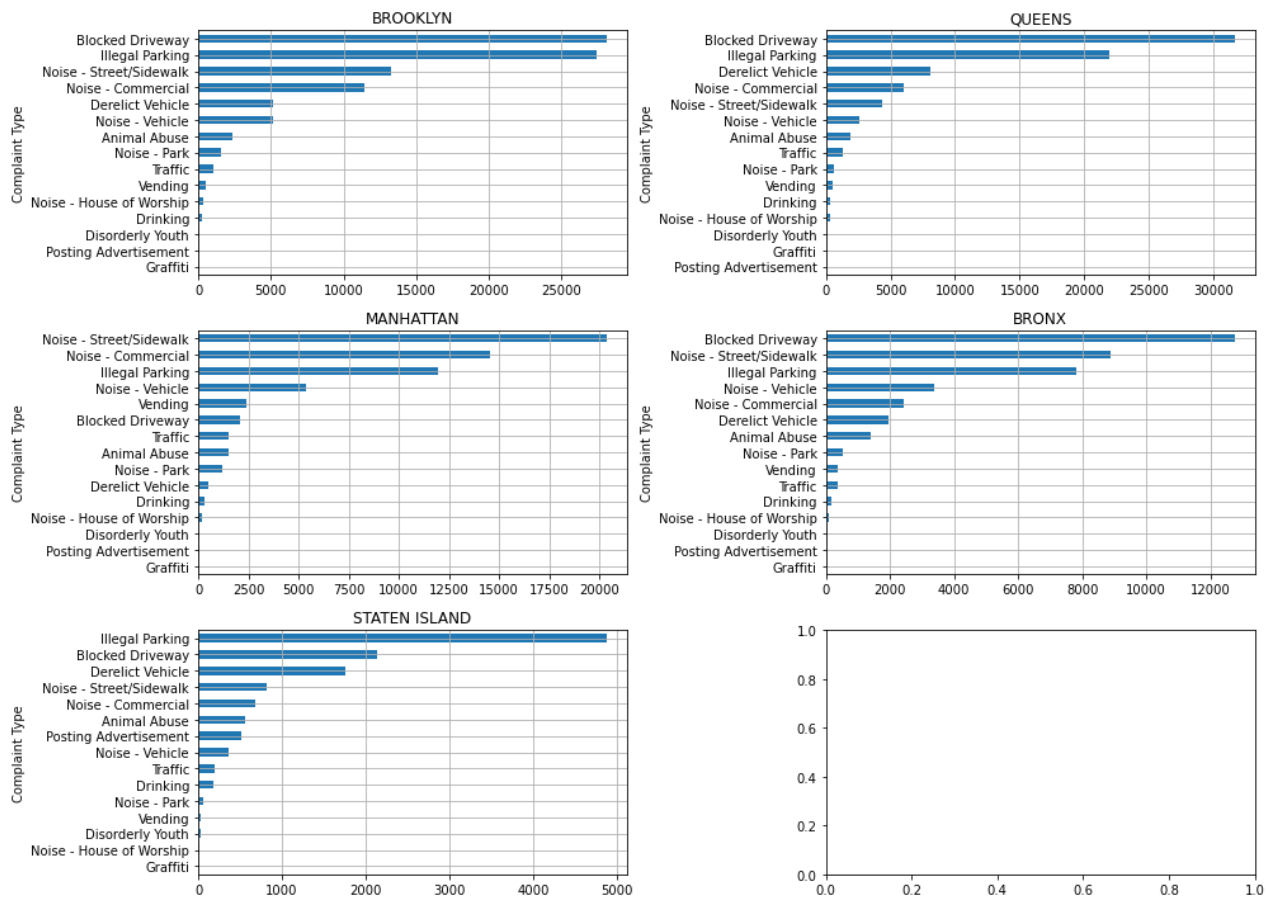 BROOKLYN
Complaint Type
Blocked Driveway
Illegal Parking
Noise - Street/Sidewalk
Noise - Commercial
Derelict Vehicle
Noise - Vehicle
Animal Abuse
Noise - Park
Traffic
Vending
Noise - House of Worship
Drinking
Disorderly Youth
Posting Advertisement
Graffiti
0 5000 10000 15000 20000 25000
QUEENS
Complaint Type
Blocked Driveway
Illegal Parking
Derelict Vehicle
Noise - Commercial
Noise - Street/Sidewalk
Noise - Vehicle
Animal Abuse
Traffic
Noise - Park
Vending
Drinking
Noise - House of Worship
Disorderly Youth
Graffiti
Posting Advertisement
0 5000 10000 15000 20000 25000 30000
MANHATTAN
Complaint Type
Noise - Street/Sidewalk
Noise - Commercial
Illegal Parking
Noise - Vehicle
Vending
Blocked Driveway
Traffic
Animal Abuse
Noise - Park
Derelict Vehicle
Drinking
Noise - House of Worship
Disorderly Youth
Posting Advertisement
Graffiti
0 2500 5000 7500 10000 12500 15000 17500 20000
BRONX
Complaint Type
Blocked Driveway
Noise - Street/Sidewalk
Illegal Parking
Noise - Vehicle
Noise - Commercial
Derelict Vehicle
Animal Abuse
Noise - Park
Vending
Traffic
Drinking
Noise - House of Worship
Disorderly Youth
Posting Advertisement
Graffiti
0 2000 4000 6000 8000 10000 12000
STATEN ISLAND
Complaint Type
Illegal Parking
Blocked Driveway
Derelict Vehicle
Noise - Street/Sidewalk
Noise - Commercial
Animal Abuse
Posting Advertisement
Noise - Vehicle
Traffic
Drinking
Noise - Park
Vending
Disorderly Youth
Noise - House of Worship
Graffiti
0 1000 2000 3000 4000 5000
1.0
0.8
0.6
0.4
0.2
0.0
0.0 0.2 0.4 0.6 0.8 1.0